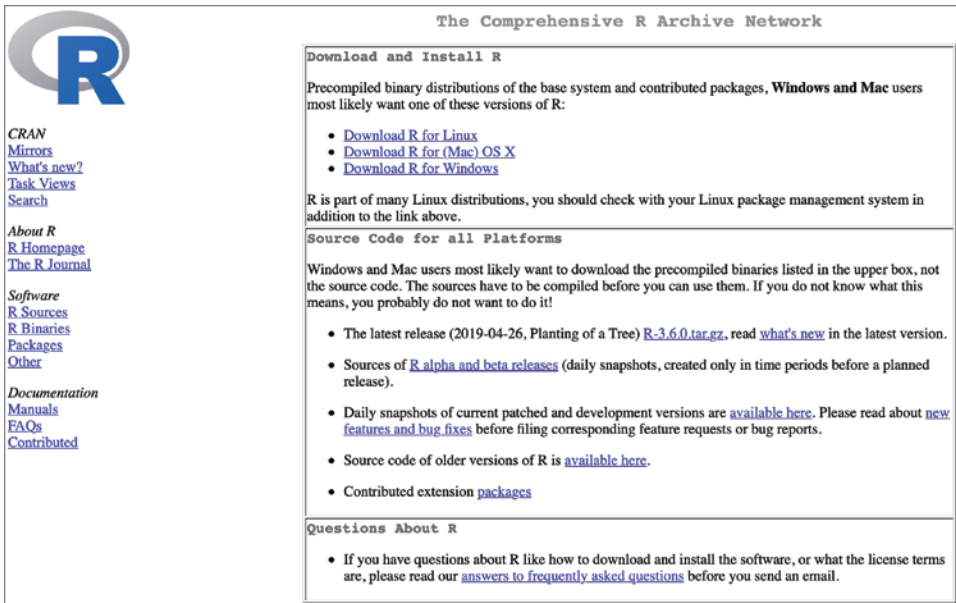 R
CRAN
Mirrors
What's new?
Task Views
Search
About R
R Homepage
The R Journal
Software
R Sources
R Binaries
Packages
Other
Documentation
Manuals
FAQs
Contributed
The Comprehensive R Archive Network
Download and Install R
Precompiled binary distributions of the base system and contributed packages, Windows and Mac users
most likely want one of these versions of R:
• Download R for Linux
• Download R for (Mac) OS X
• Download R for Windows
R is part of many Linux distributions, you should check with your Linux package management system in
addition to the link above.
Source Code for all Platforms
Windows and Mac users most likely want to download the precompiled binaries listed in the upper box, not
the source code. The sources have to be compiled before you can use them. If you do not know what this
means, you probably do not want to do it!
• The latest release (2019-04-26, Planting of a Tree) R-3.6.0.tar.gz, read what's new in the latest version.
• Sources of R alpha and beta releases (daily snapshots, created only in time periods before a planned
release).
• Daily snapshots of current patched and development versions are available here. Please read about new
features and bug fixes before filing corresponding feature requests or bug reports.
• Source code of older versions of R is available here.
• Contributed extension packages
Questions About R
• If you have questions about R like how to download and install the software, or what the license terms
are, please read our answers to frequently asked questions before you send an email.